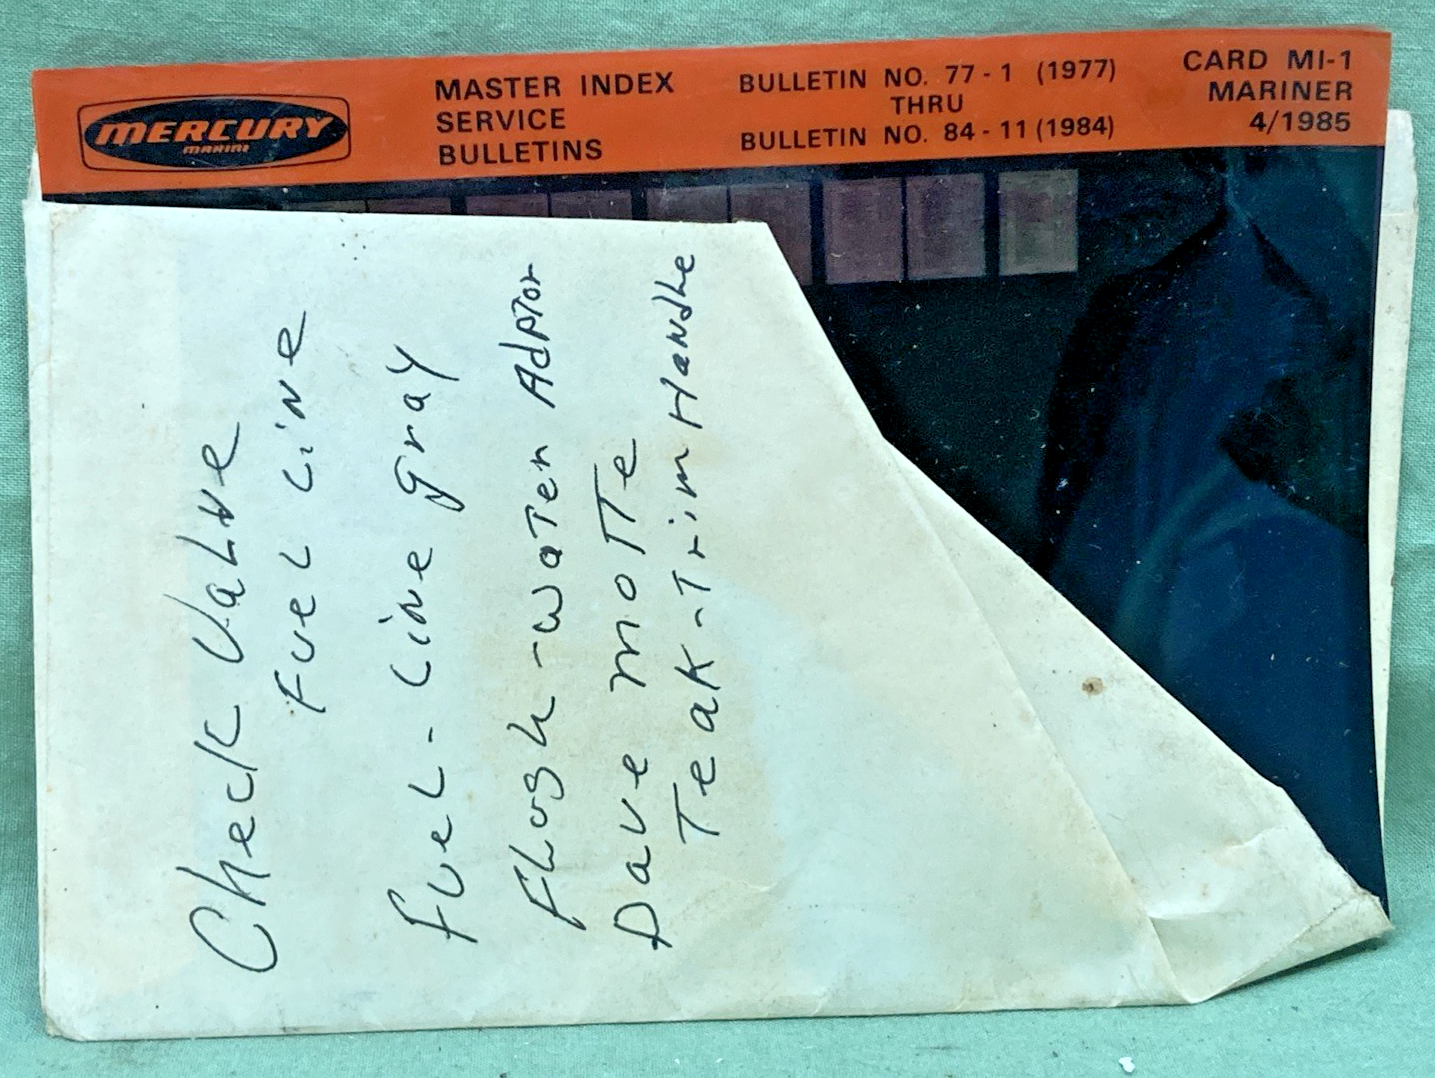 MERCURY
MARINE
MASTER INDEX
SERVICE
BULLETINS
BULLETIN NO. 77 - 1 (1977)
THRU
BULLETIN NO. 84 - 11 (1984)
CARD MI-1
MARINER
4/1985
Check Valve
Fuel Line
Fuel - Line gray
Flush - water Adptor
Dave motte
Teak - Trim Handle